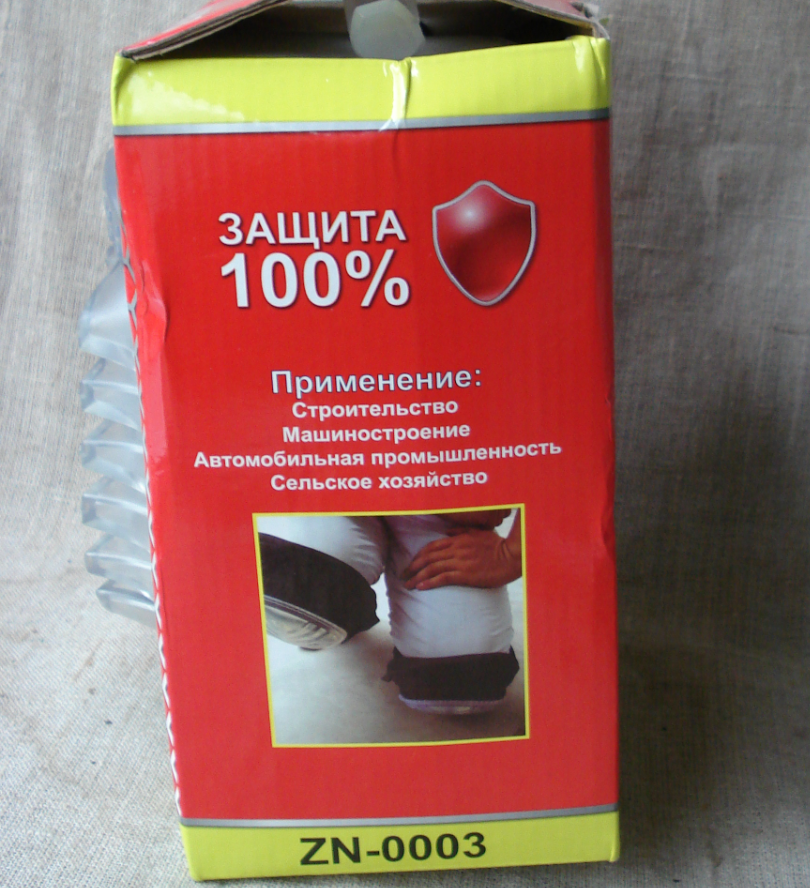 ЗАЩИТА
100%
Применение:
Строительство
Машиностроение
Автомобильная промышленность
Сельское хозяйство
ZN-0003